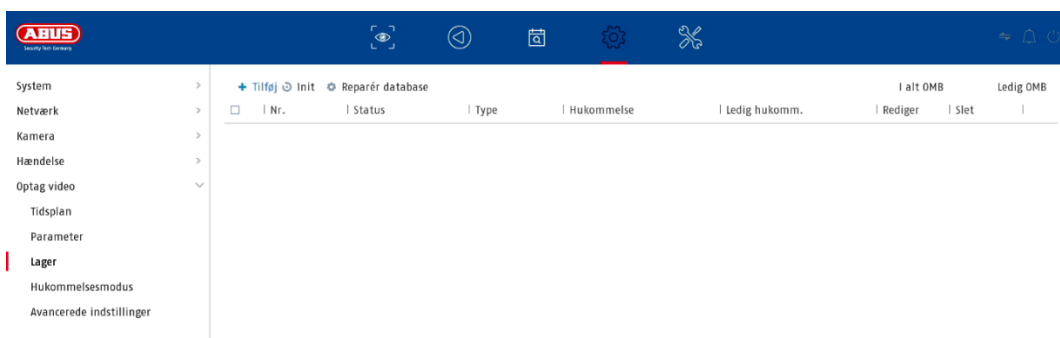 ABUS
Security Tech Germany
System
Netværk
Kamera
Hændelse
Optag video
Tidsplan
Parameter
Lager
Hukommelsesmodus
Avancerede indstillinger
Tilføj Init Reparér database I alt 0MB Ledig 0MB
Nr. Status Type Hukommelse Ledig hukomm. Rediger Slet